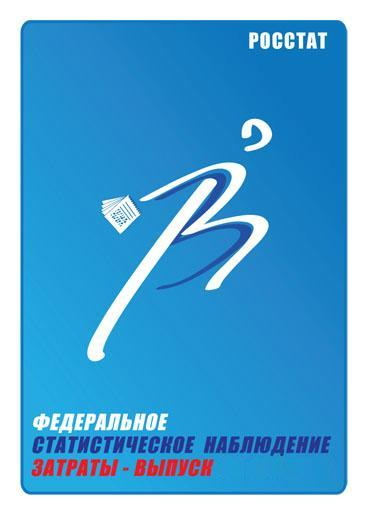 РОССТАТ
ФЕДЕРАЛЬНОЕ
СТАТИСТИЧЕСКОЕ НАБЛЮДЕНИЕ
ЗАТРАТЫ - ВЫПУСК